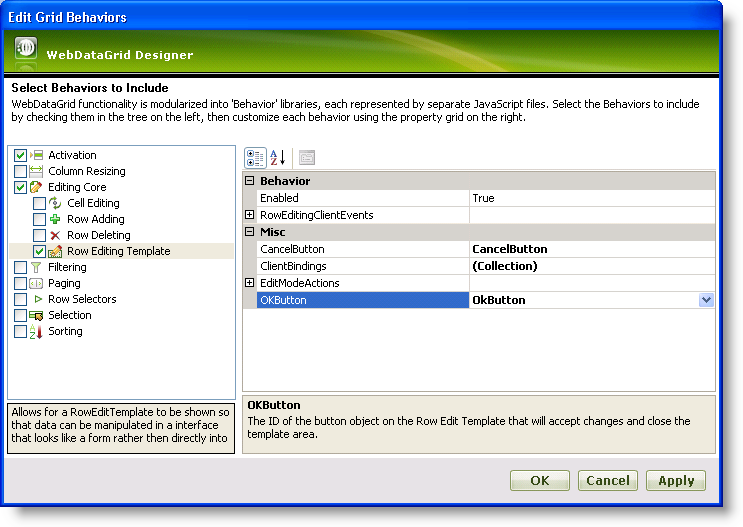 Edit Grid Behaviors
WebDataGrid Designer
Select Behaviors to Include
WebDataGrid functionality is modularized into 'Behavior' libraries, each represented by separate JavaScript files. Select the Behaviors to include
by checking them in the tree on the left, then customize each behavior using the property grid on the right.
Activation
Column Resizing
Editing Core
Cell Editing
Row Adding
Row Deleting
Row Editing Template
Filtering
Paging
Row Selectors
Selection
Sorting
Allows for a RowEditTemplate to be shown so
that data can be manipulated in a interface
that looks like a form rather then directly into
Behavior
Enabled True
RowEditingClientEvents
Misc
CancelButton CancelButton
ClientBindings (Collection)
EditModeActions
OKButton OkButton
OKButton
The ID of the button object on the Row Edit Template that will accept changes and close the
template area.
OK Cancel Apply